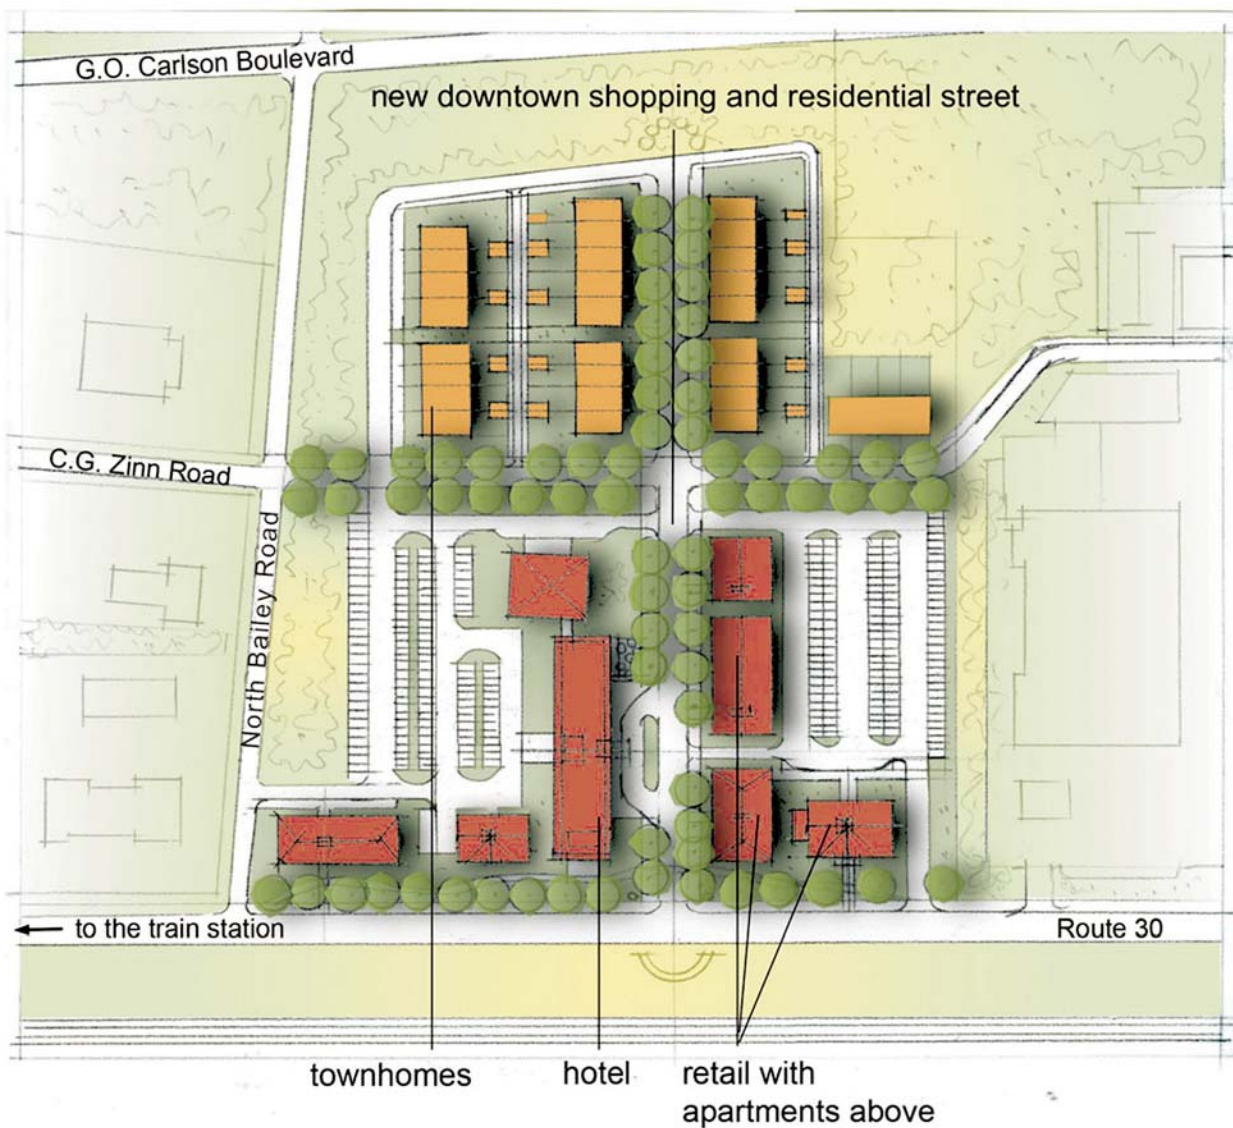 G.O. Carlson Boulevard
new downtown shopping and residential street
C.G. Zinn Road
North Bailey Road
to the train station
Route 30
townhomes
hotel
retail with
apartments above